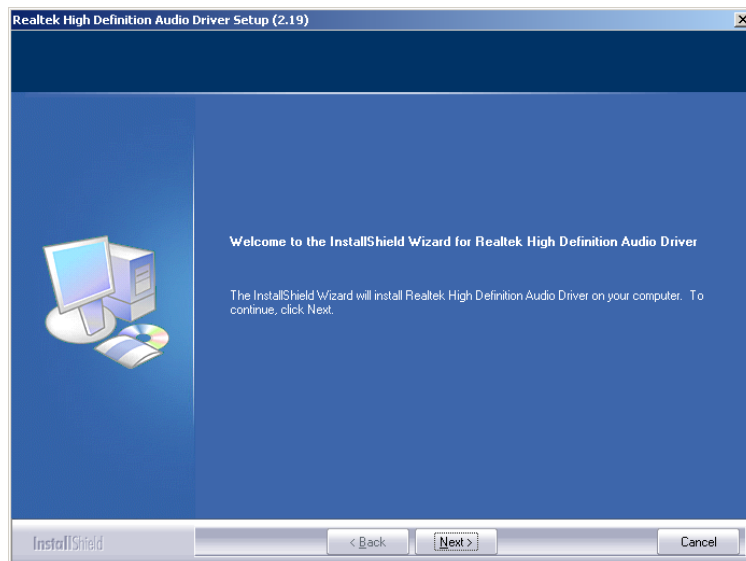 Realtek High Definition Audio Driver Setup (2.19)
Welcome to the InstallShield Wizard for Realtek High Definition Audio Driver
The InstallShield Wizard will install Realtek High Definition Audio Driver on your computer. To
continue, click Next.
InstallShield
< Back
Next >
Cancel